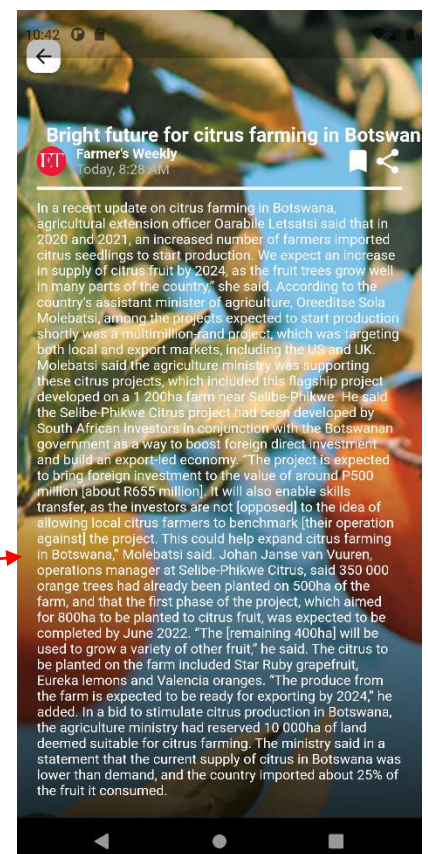 10:42
Bright future for citrus farming in Botswan
FT
Farmer's Weekly
Today, 8:28 AM
In a recent update on citrus farming in Botswana,
agricultural extension officer Oarabile Letsatsi said that in
2020 and 2021, an increased number of farmers imported
citrus seedlings to start production. We expect an increase
in supply of citrus fruit by 2024, as the fruit trees grow well
in many parts of the country,” she said. According to the
country’s assistant minister of agriculture, Oreeditse Sola
Molebatsi, among the projects expected to start production
shortly was a multimillion-rand project, which was targeting
both local and export markets, including the US and UK.
Molebatsi said the agriculture ministry was supporting
these citrus projects, which included this flagship project
developed on a 1 200ha farm near Selibe-Phikwe. He said
the Selibe-Phikwe Citrus project had been developed by
South African investors in conjunction with the Botswanan
government as a way to boost foreign direct investment
and build an export-led economy. “The project is expected
to bring foreign investment to the value of around P500
million [about R655 million]. It will also enable skills
transfer, as the investors are not [opposed] to the idea of
allowing local citrus farmers to benchmark [their operation
against] the project. This could help expand citrus farming
in Botswana,” Molebatsi said. Johan Janse van Vuuren,
operations manager at Selibe-Phikwe Citrus, said 350 000
orange trees had already been planted on 500ha of the
farm, and that the first phase of the project, which aimed
for 800ha to be planted to citrus fruit, was expected to be
completed by June 2022. “The [remaining 400ha] will be
used to grow a variety of other fruit,” he said. The citrus to
be planted on the farm included Star Ruby grapefruit,
Eureka lemons and Valencia oranges. “The produce from
the farm is expected to be ready for exporting by 2024,” he
added. In a bid to stimulate citrus production in Botswana,
the agriculture ministry had reserved 10 000ha of land
deemed suitable for citrus farming. The ministry said in a
statement that the current supply of citrus in Botswana was
lower than demand, and the country imported about 25% of
the fruit it consumed.